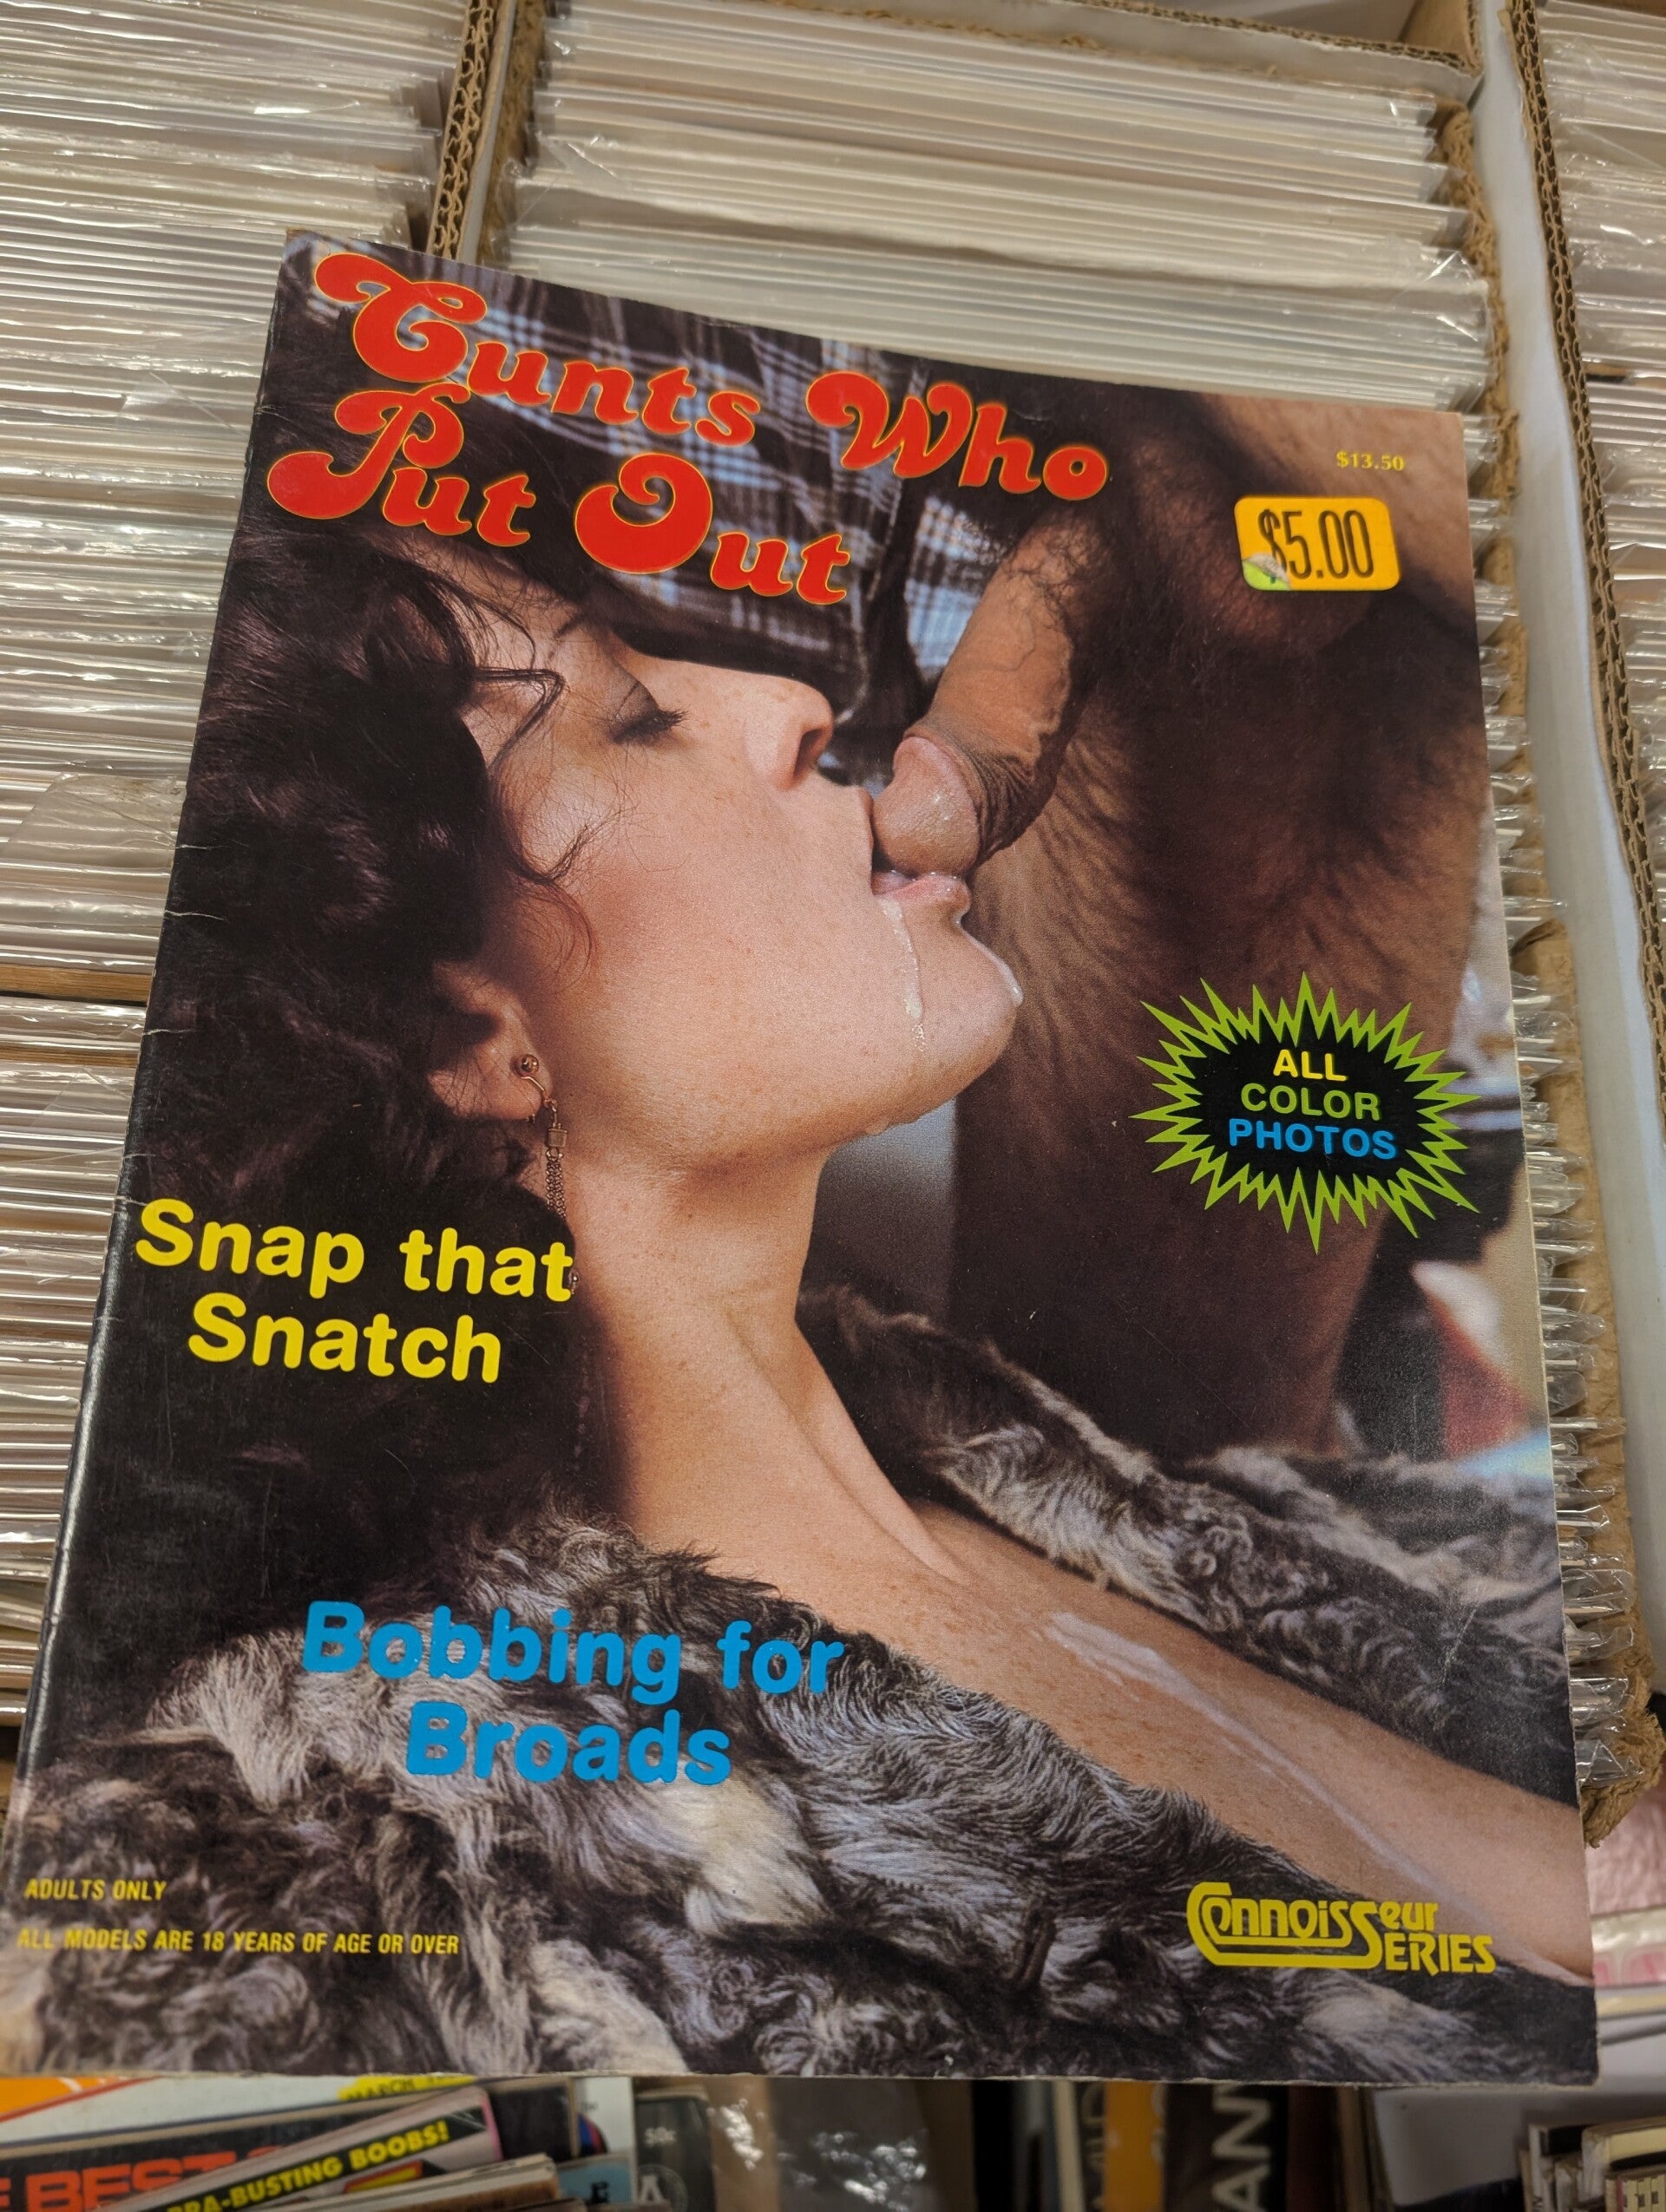 Cunts Who
Put Out
$13.50
$5.00
ALL
COLOR
PHOTOS
Snap that
Snatch
Bobbing for
Broads
ADULTS ONLY
ALL MODELS ARE 18 YEARS OF AGE OR OVER
Connoisseur
SERIES
BRA-BUSTING BOOBS!
BEST